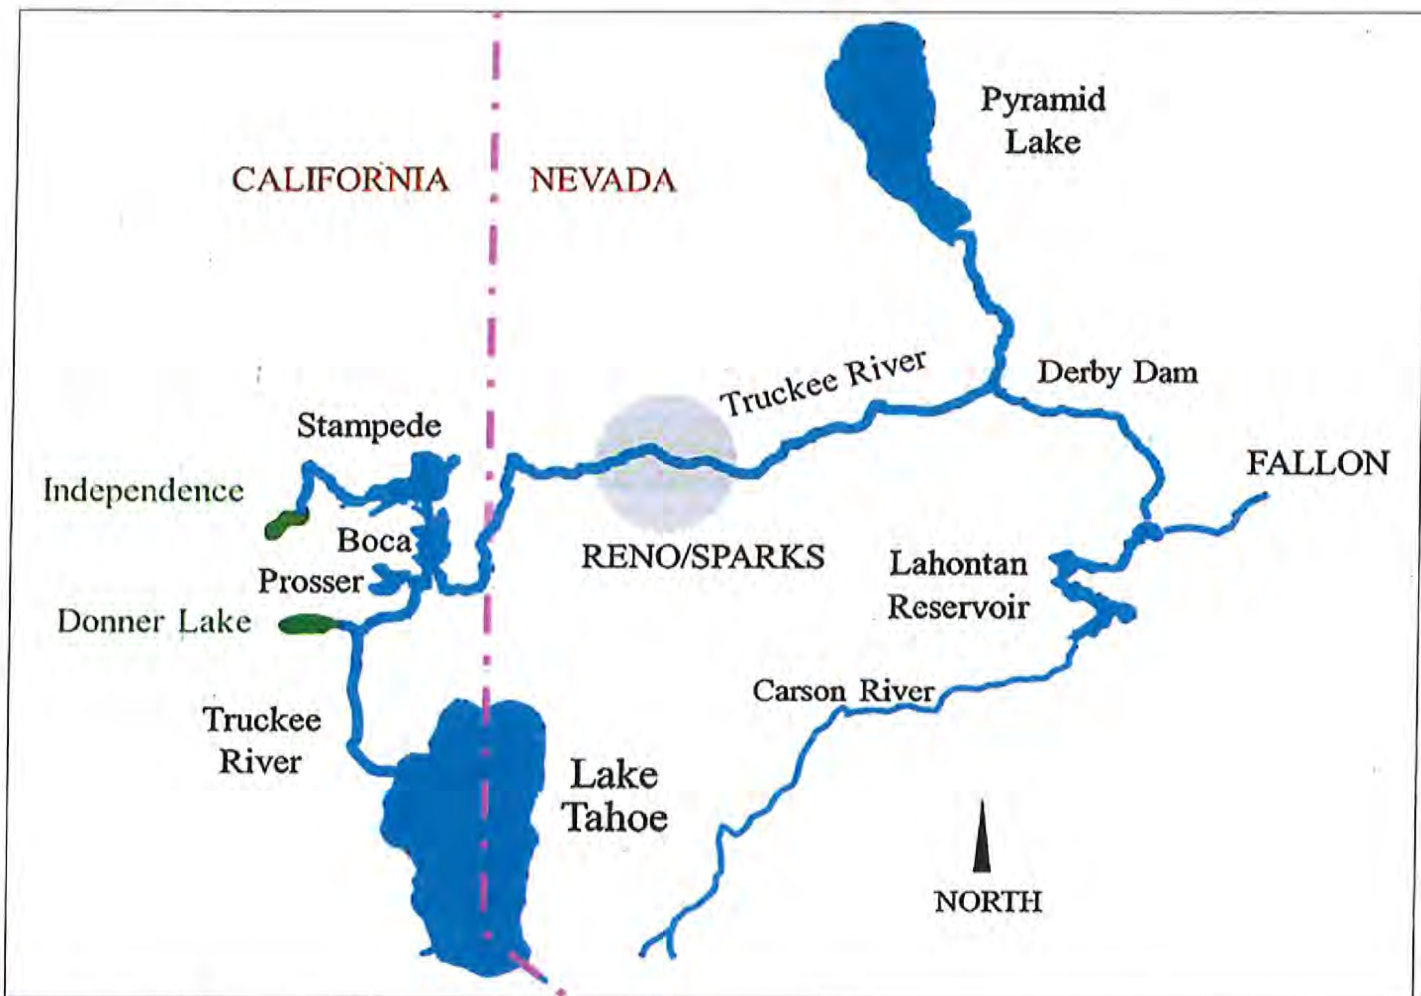 Pyramid
Lake
CALIFORNIA
NEVADA
Truckee River
Derby Dam
Stampede
FALLON
Independence
Boca
RENO/SPARKS
Lahontan
Reservoir
Prosser
Donner Lake
Carson River
Truckee
River
Lake
Tahoe
NORTH